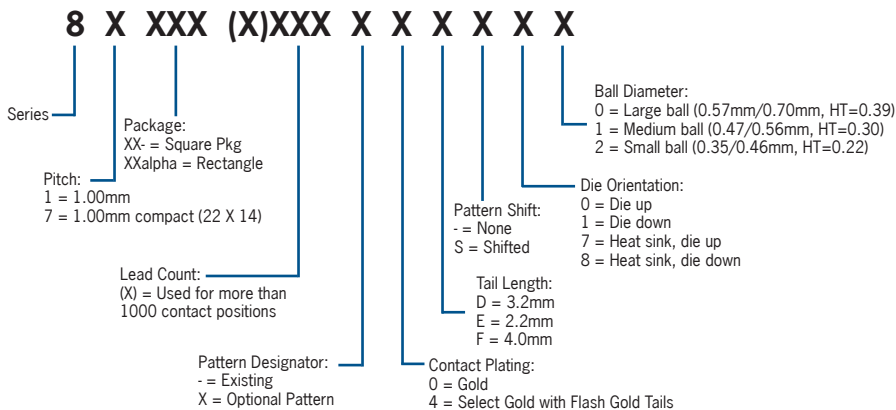 8 X XXX (X)XXX X X X X X X
Series
Package:
XX- = Square Pkg
XXalpha = Rectangle
Pitch:
1 = 1.00mm
7 = 1.00mm compact (22 X 14)
Lead Count:
(X) = Used for more than
1000 contact positions
Pattern Designator:
- = Existing
X = Optional Pattern
Contact Plating:
0 = Gold
4 = Select Gold with Flash Gold Tails
Tail Length:
D = 3.2mm
E = 2.2mm
F = 4.0mm
Pattern Shift:
- = None
S = Shifted
Die Orientation:
0 = Die up
1 = Die down
7 = Heat sink, die up
8 = Heat sink, die down
Ball Diameter:
0 = Large ball (0.57mm/0.70mm, HT=0.39)
1 = Medium ball (0.47/0.56mm, HT=0.30)
2 = Small ball (0.35/0.46mm, HT=0.22)